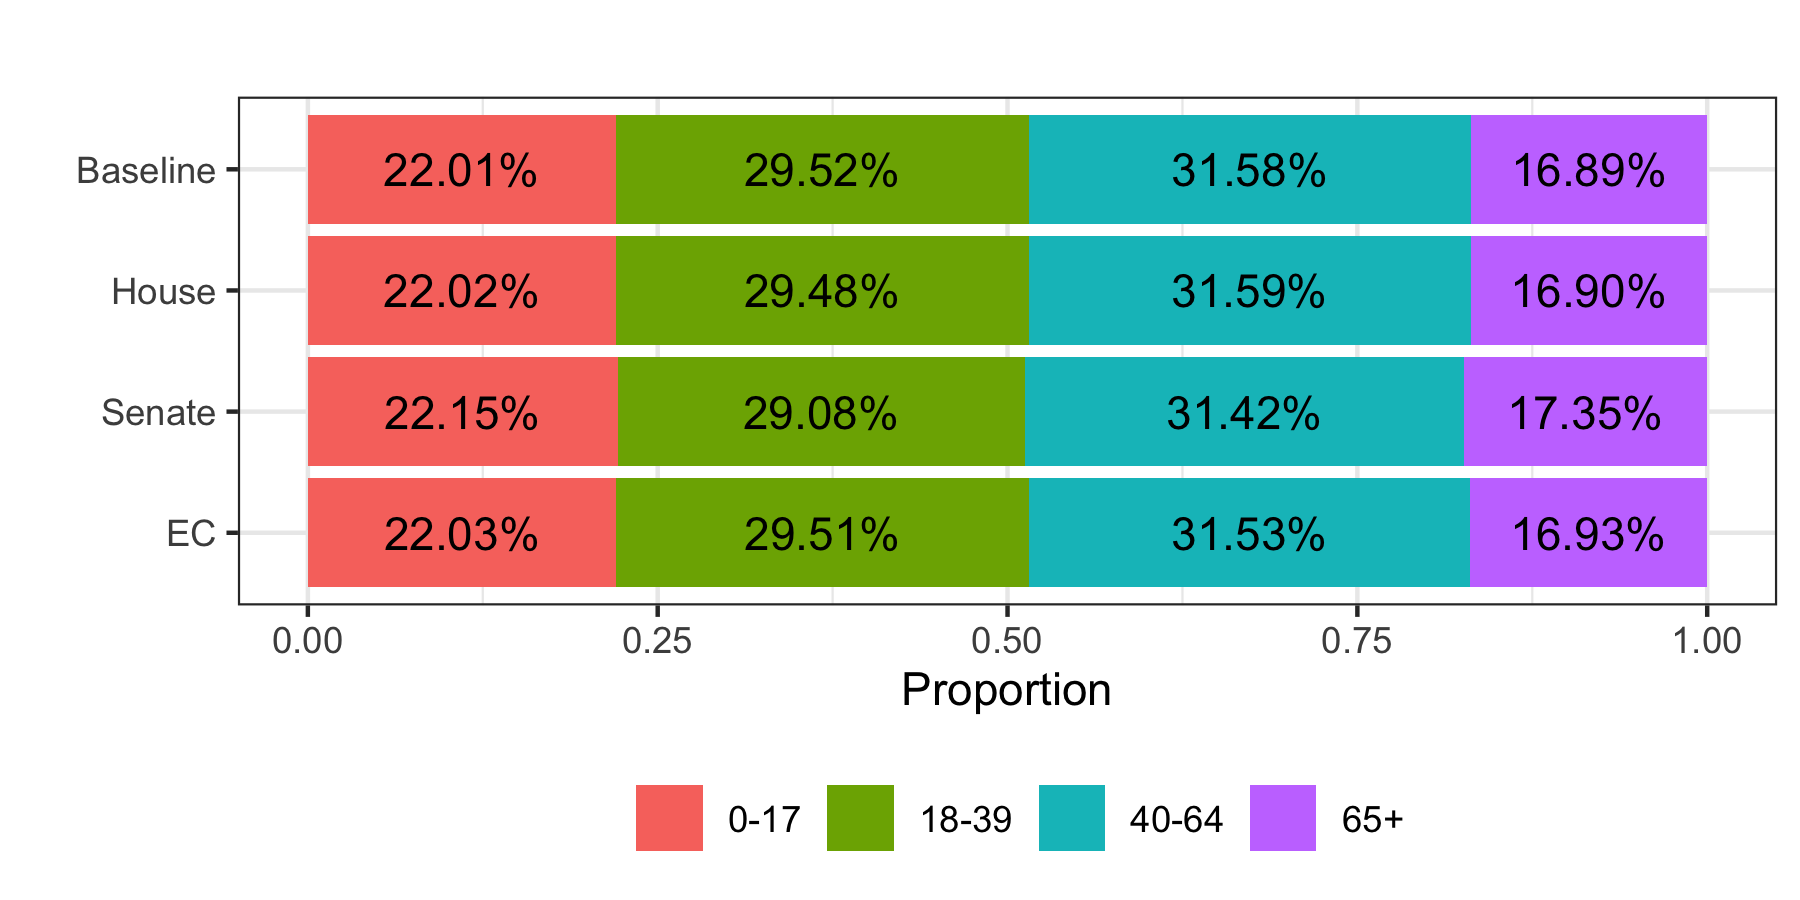 Baseline 22.01% 29.52% 31.58% 16.89%
House 22.02% 29.48% 31.59% 16.90%
Senate 22.15% 29.08% 31.42% 17.35%
EC 22.03% 29.51% 31.53% 16.93%
0.00 0.25 0.50 0.75 1.00
Proportion
0-17 18-39 40-64 65+